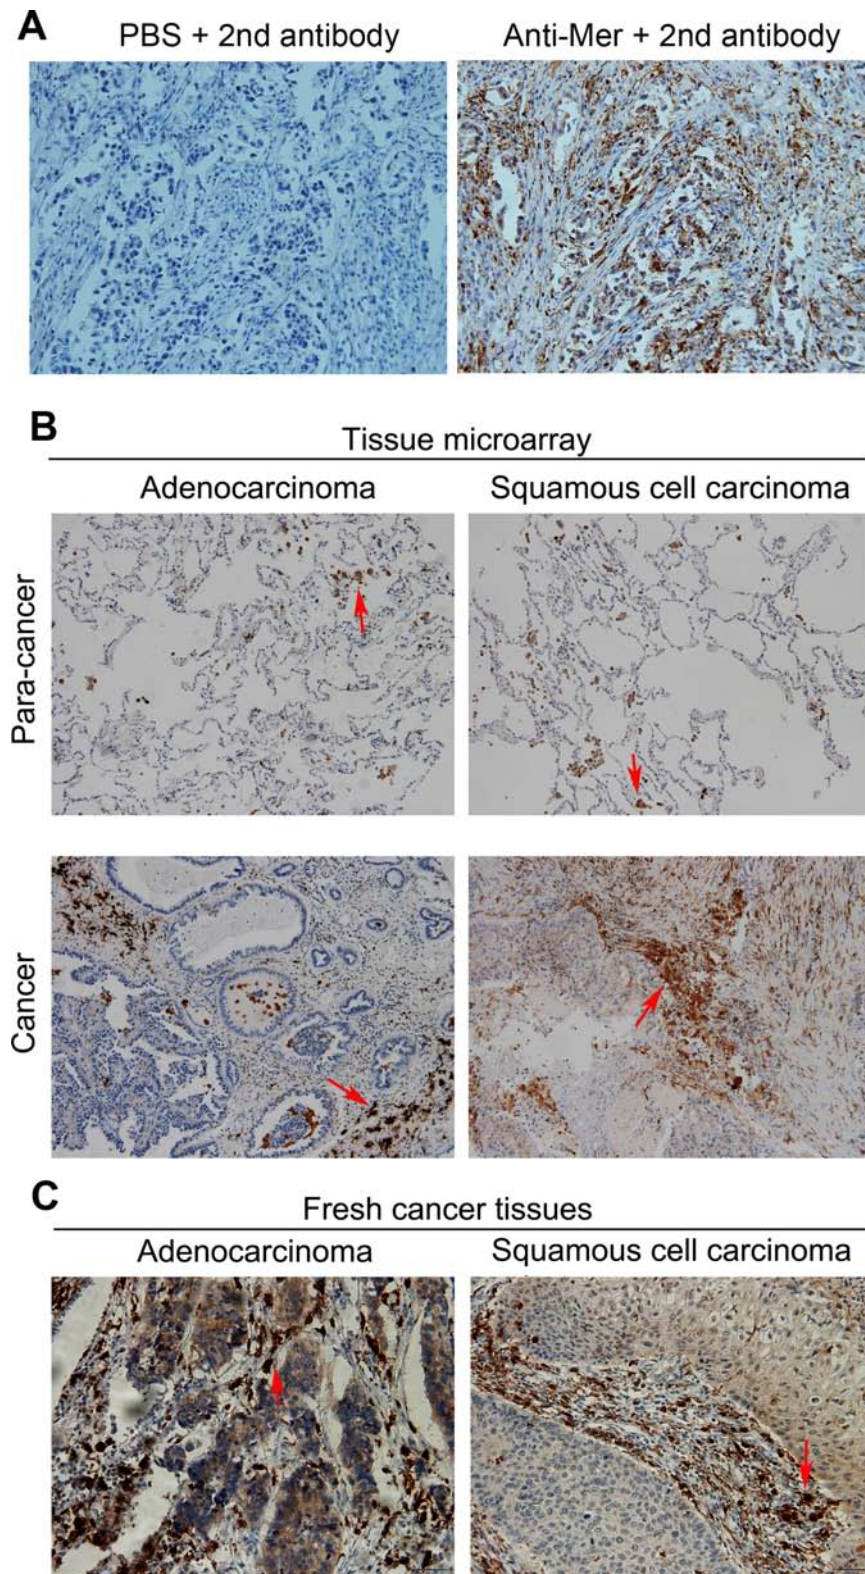 A
PBS + 2nd antibody
Anti-Mer + 2nd antibody
B
Tissue microarray
Adenocarcinoma
Squamous cell carcinoma
Para-cancer
Cancer
C
Fresh cancer tissues
Adenocarcinoma
Squamous cell carcinoma